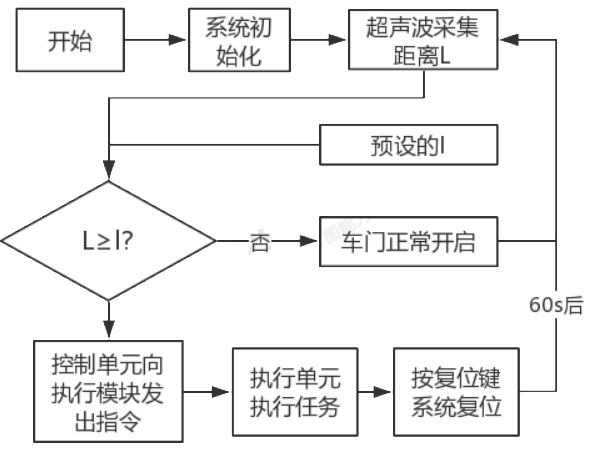 开始
系统初
始化
超声波采集
距离L
预设的l
L≥l?
否
车门正常开启
60s后
控制单元向
执行模块发
出指令
执行单元
执行任务
按复位键
系统复位